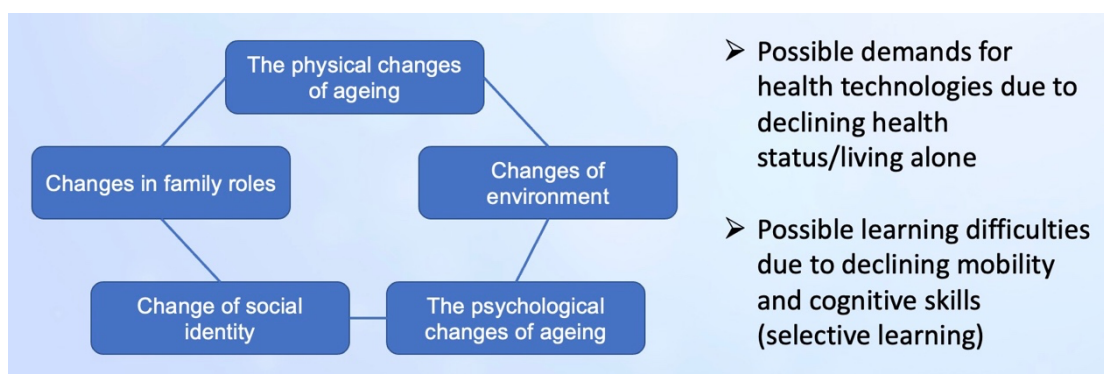 The physical changes
of ageing
Changes in family roles
Changes of
environment
Change of social
identity
The psychological
changes of ageing
➢ Possible demands for
health technologies due to
declining health
status/living alone
➢ Possible learning difficulties
due to declining mobility
and cognitive skills
(selective learning)